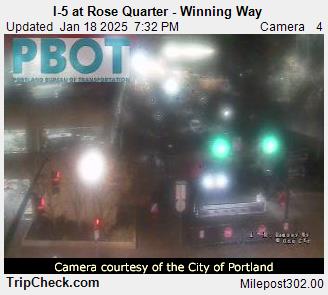 I-5 at Rose Quarter - Winning Way
Updated Jan 18 2025 7:32 PM Camera 4
PBOT
PORTLAND BUREAU OF TRANSPORTATION
Camera courtesy of the City of Portland
TripCheck.com Milepost302.00